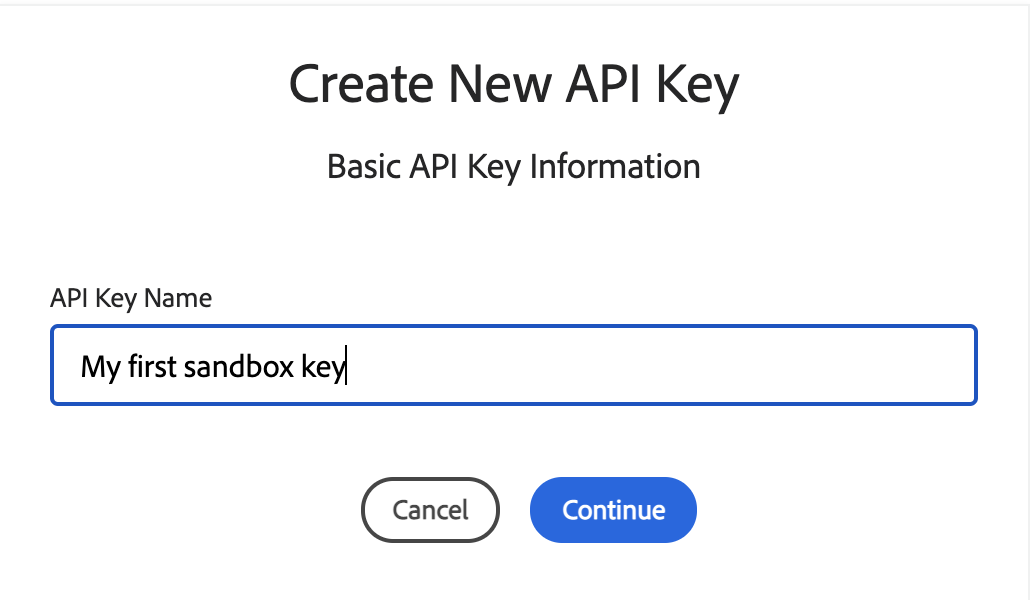 Create New API Key
Basic API Key Information
API Key Name
My first sandbox key
Cancel Continue